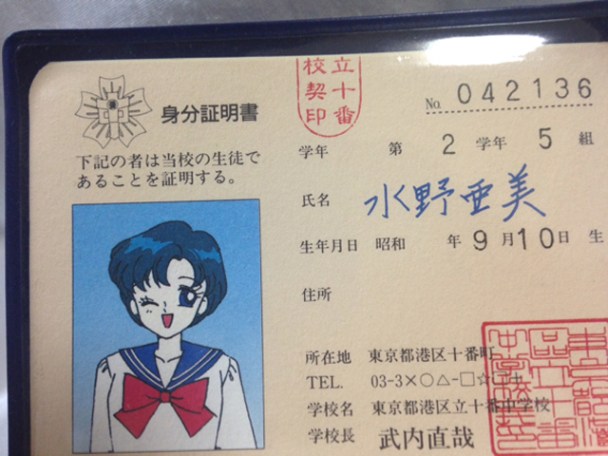 身分証明書
下記の者は当校の生徒で
あることを証明する。
立十番
校契印
No. 042136
学年 第 2 学年 5 組
氏名 水野亜美
生年月日 昭和 年 9 月 10 日 生
住所
所在地 東京都港区十番町
TEL. 03-3×○△-□☆□
学校名 東京都港区立十番中学校
学校長 武内直哉